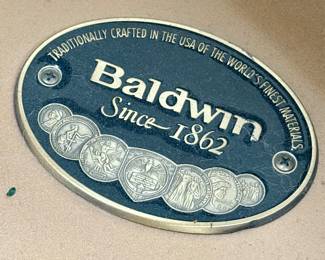 TRADITIONALLY CRAFTED IN THE USA OF THE WORLD'S FINEST MATERIALS.
Baldwin
Since 1862